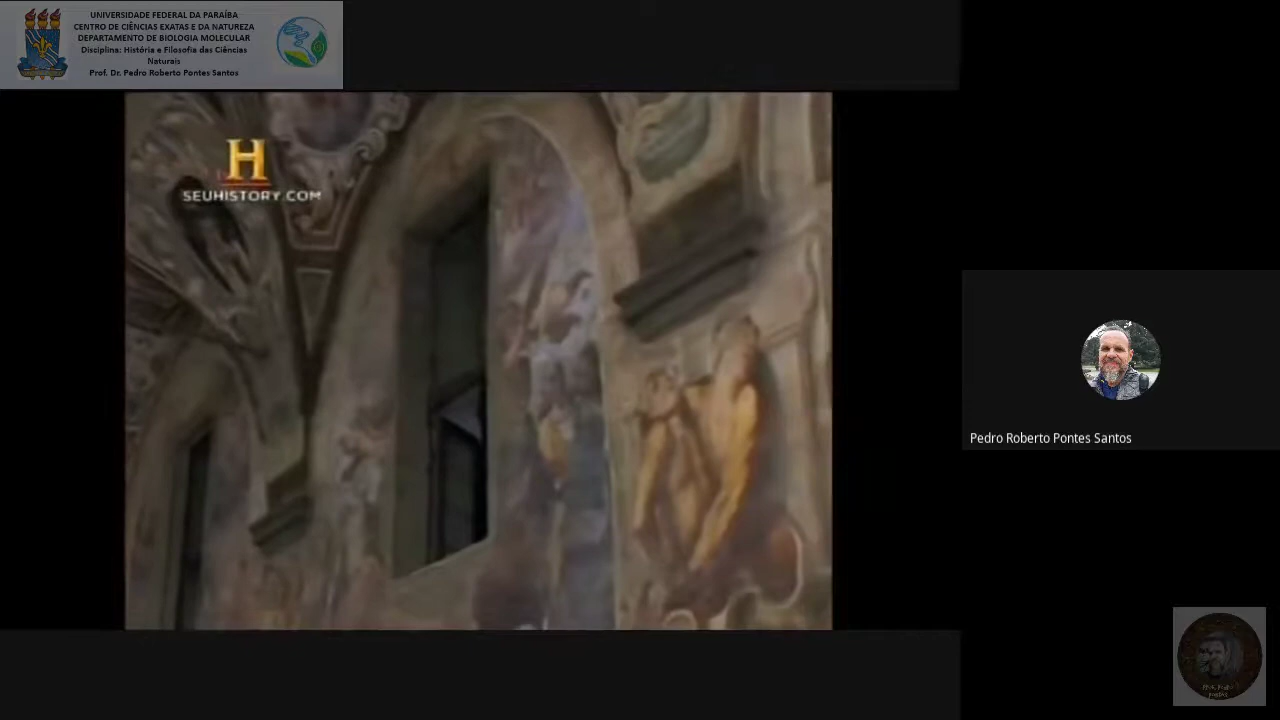 UNIVERSIDADE FEDERAL DA PARAÍBA
CENTRO DE CIÊNCIAS EXATAS E DA NATUREZA
DEPARTAMENTO DE BIOLOGIA MOLECULAR
Disciplina: História e Filosofia das Ciências
Naturais
Prof. Dr. Pedro Roberto Pontes Santos
H
SEUHISTORY.COM
Pedro Roberto Pontes Santos